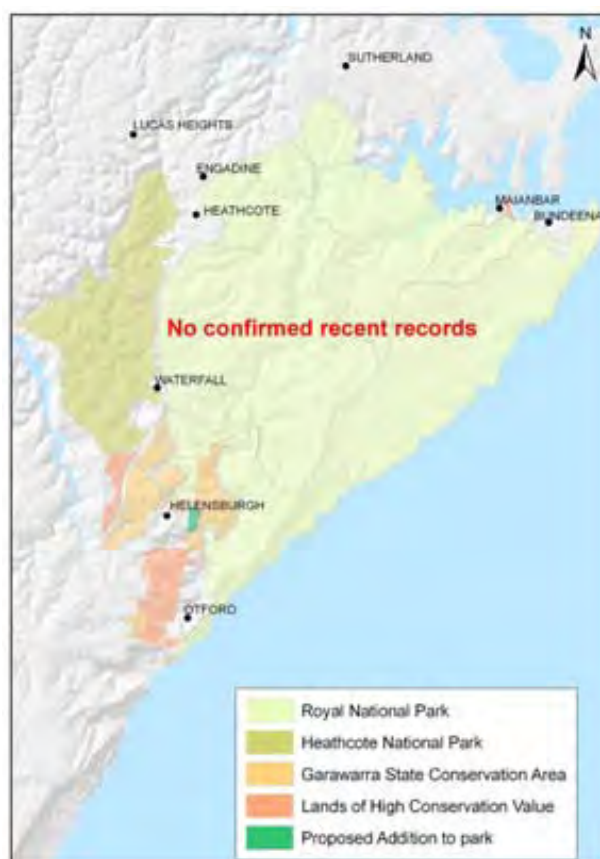 N
SUTHERLAND
LUCAS HEIGHTS
ENGADINE
HEATHCOTE
MAIANBAR
BUNDEENA
No confirmed recent records
WATERFALL
HELENSBURGH
OTFORD
Royal National Park
Heathcote National Park
Garawarra State Conservation Area
Lands of High Conservation Value
Proposed Addition to park